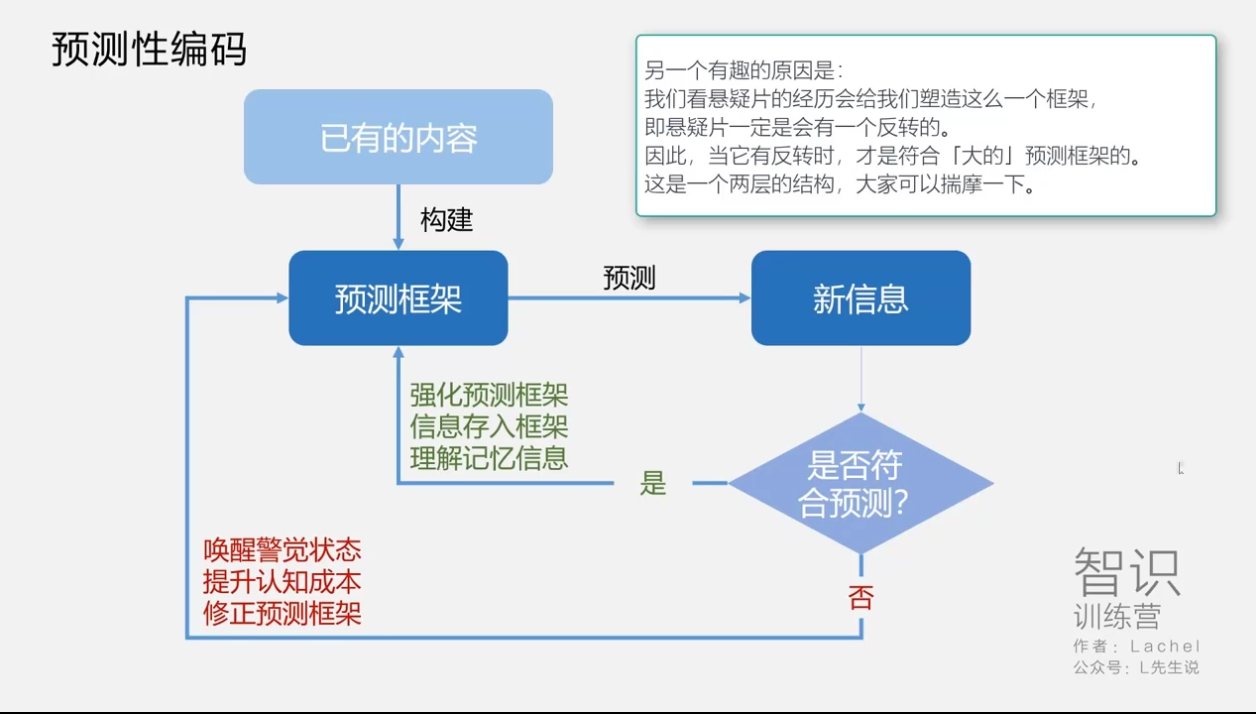 预测性编码
另一个有趣的原因是：
我们看悬疑片的经历会给我们塑造这么一个框架，
即悬疑片一定是会有一个反转的。
因此，当它有反转时，才是符合「大的」预测框架的。
这是一个两层的结构，大家可以揣摩一下。
已有的内容
构建
预测框架
预测
新信息
强化预测框架
信息存入框架
理解记忆信息
是
是否符
合预测？
唤醒警觉状态
提升认知成本
修正预测框架
否
智识
训练营
作者：Lachel
公众号：L先生说